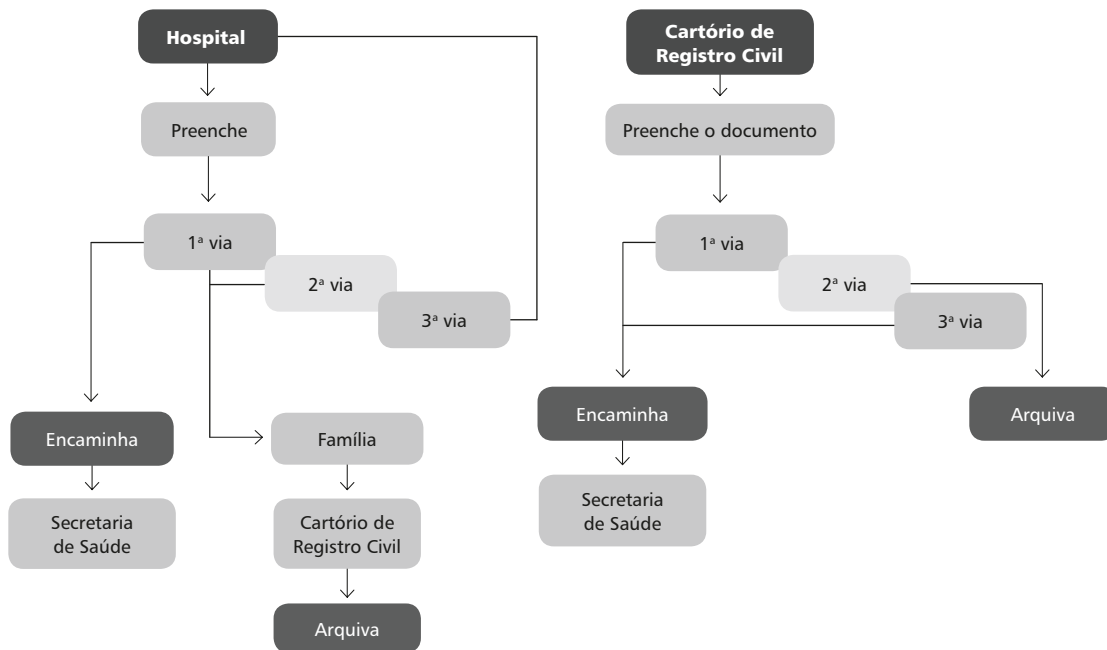 Hospital
Preenche
1ª via
2ª via
3ª via
Encaminha
Secretaria
de Saúde
Família
Cartório de
Registro Civil
Arquiva
Cartório de
Registro Civil
Preenche o documento
1ª via
2ª via
3ª via
Encaminha
Secretaria
de Saúde
Arquiva